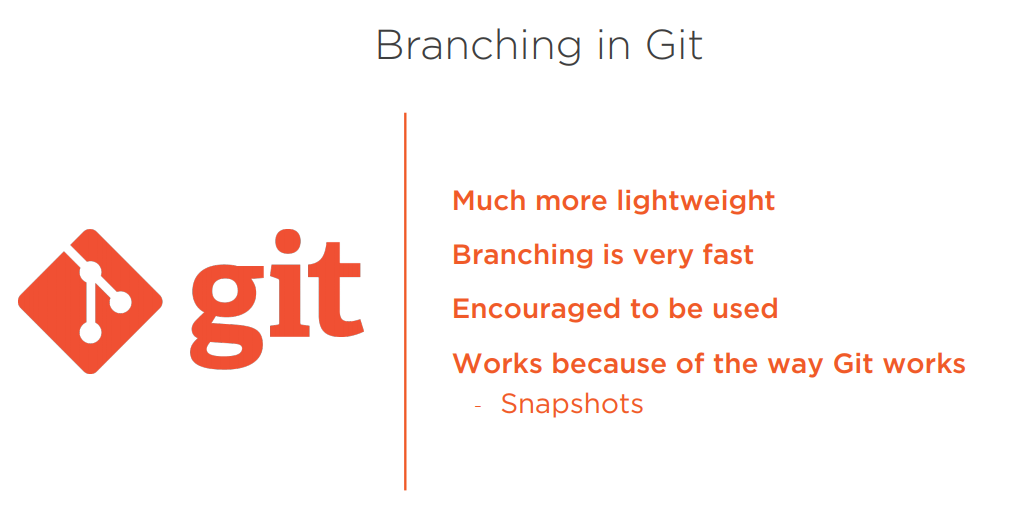 Branching in Git
git
Much more lightweight
Branching is very fast
Encouraged to be used
Works because of the way Git works
- Snapshots